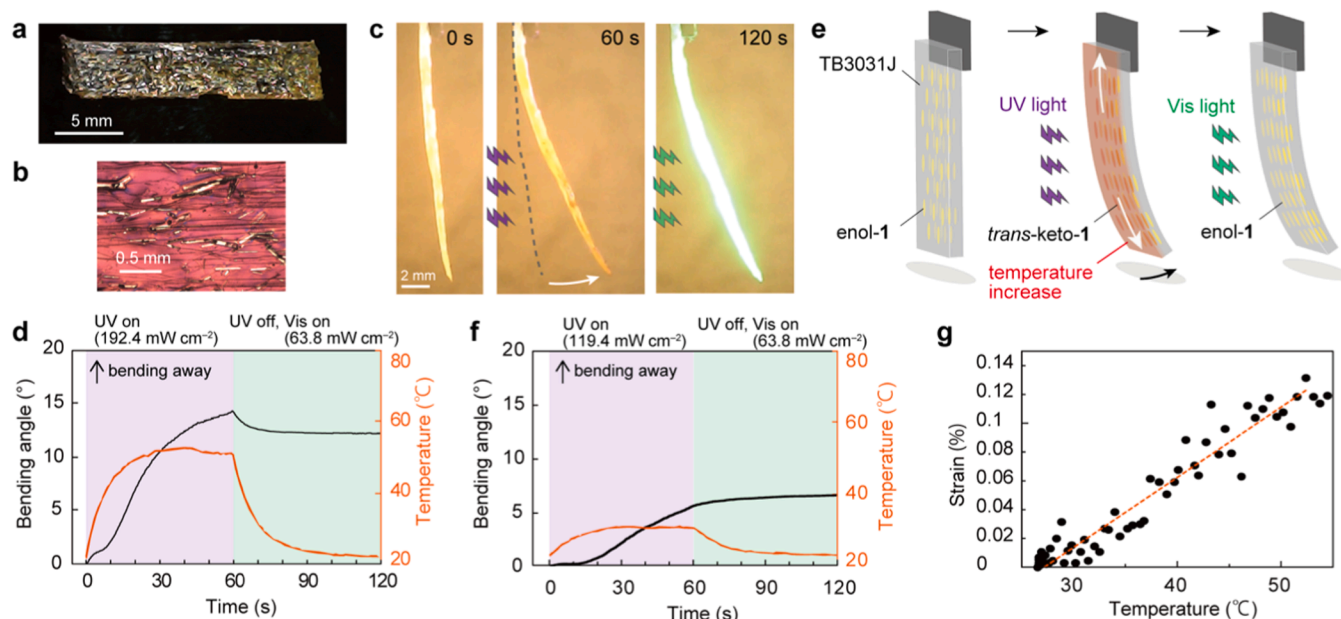 a
5 mm
b
0.5 mm
c
0 s
60 s
120 s
2 mm
e
TB3031J
enol-1
UV light
trans-keto-1
temperature
increase
Vis light
enol-1
d
UV on
(192.4 mW cm⁻²)
UV off, Vis on
(63.8 mW cm⁻²)
bending away
Bending angle (°)
20
15
10
5
0
80
60
40
20
Temperature (℃)
0
30
60
90
120
Time (s)
f
UV on
(119.4 mW cm⁻²)
UV off, Vis on
(63.8 mW cm⁻²)
bending away
Bending angle (°)
20
15
10
5
0
80
60
40
20
Temperature (℃)
0
30
60
90
120
Time (s)
g
Strain (%)
0.14
0.12
0.08
0.06
0.04
0.02
0
30
40
50
Temperature (℃)